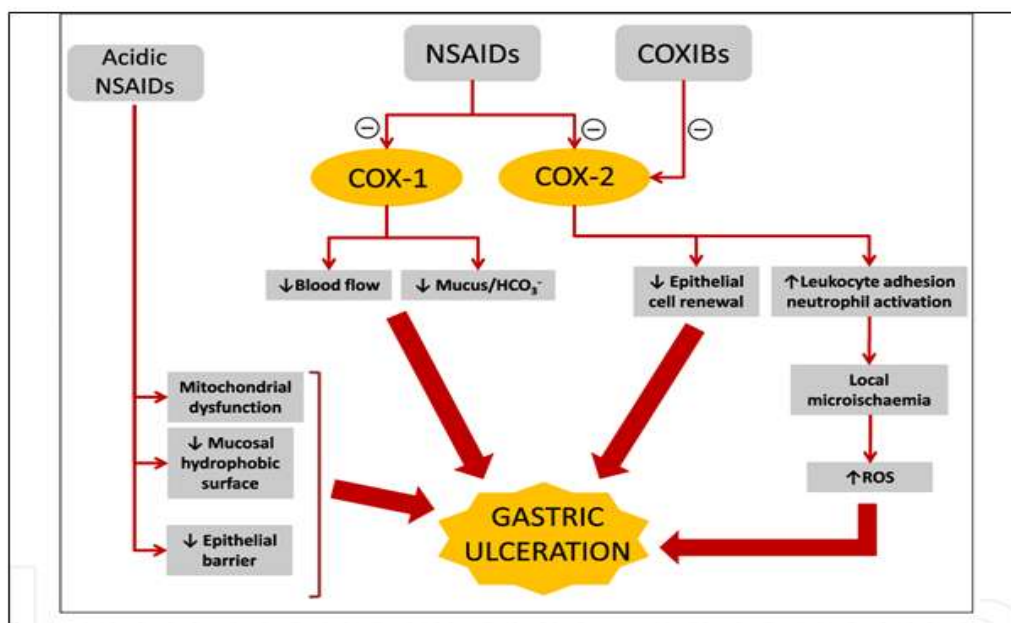 Acidic
NSAIDs
NSAIDs
COXIBs
⊖
⊖
⊖
COX-1
COX-2
↓Blood flow
↓ Mucus/HCO₃⁻
↓ Epithelial
cell renewal
↑Leukocyte adhesion
neutrophil activation
Mitochondrial
dysfunction
↓ Mucosal
hydrophobic
surface
↓ Epithelial
barrier
Local
microischaemia
↑ROS
GASTRIC
ULCERATION